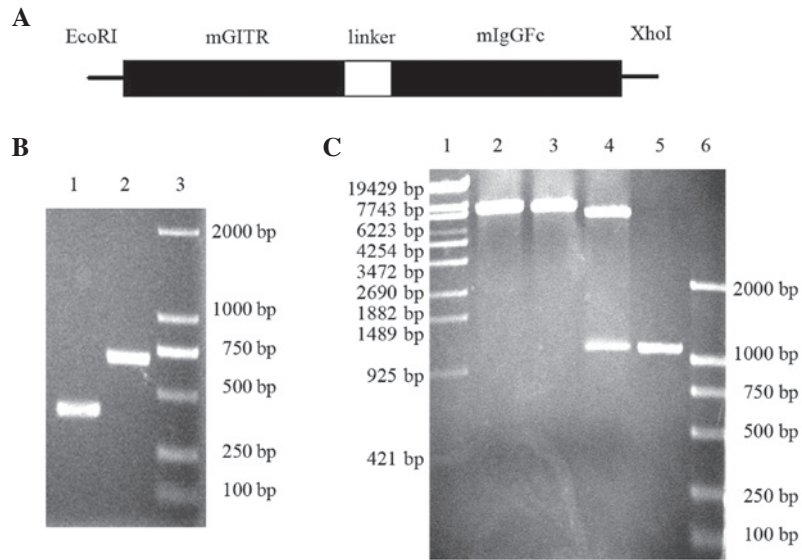 A
EcoRI mGITR linker mIgGFc XhoI
B
1 2 3
2000 bp
1000 bp
750 bp
500 bp
250 bp
100 bp
C
1 2 3 4 5 6
19429 bp
7743 bp
6223 bp
4254 bp
3472 bp
2690 bp
1882 bp
1489 bp
925 bp
421 bp
2000 bp
1000 bp
750 bp
500 bp
250 bp
100 bp